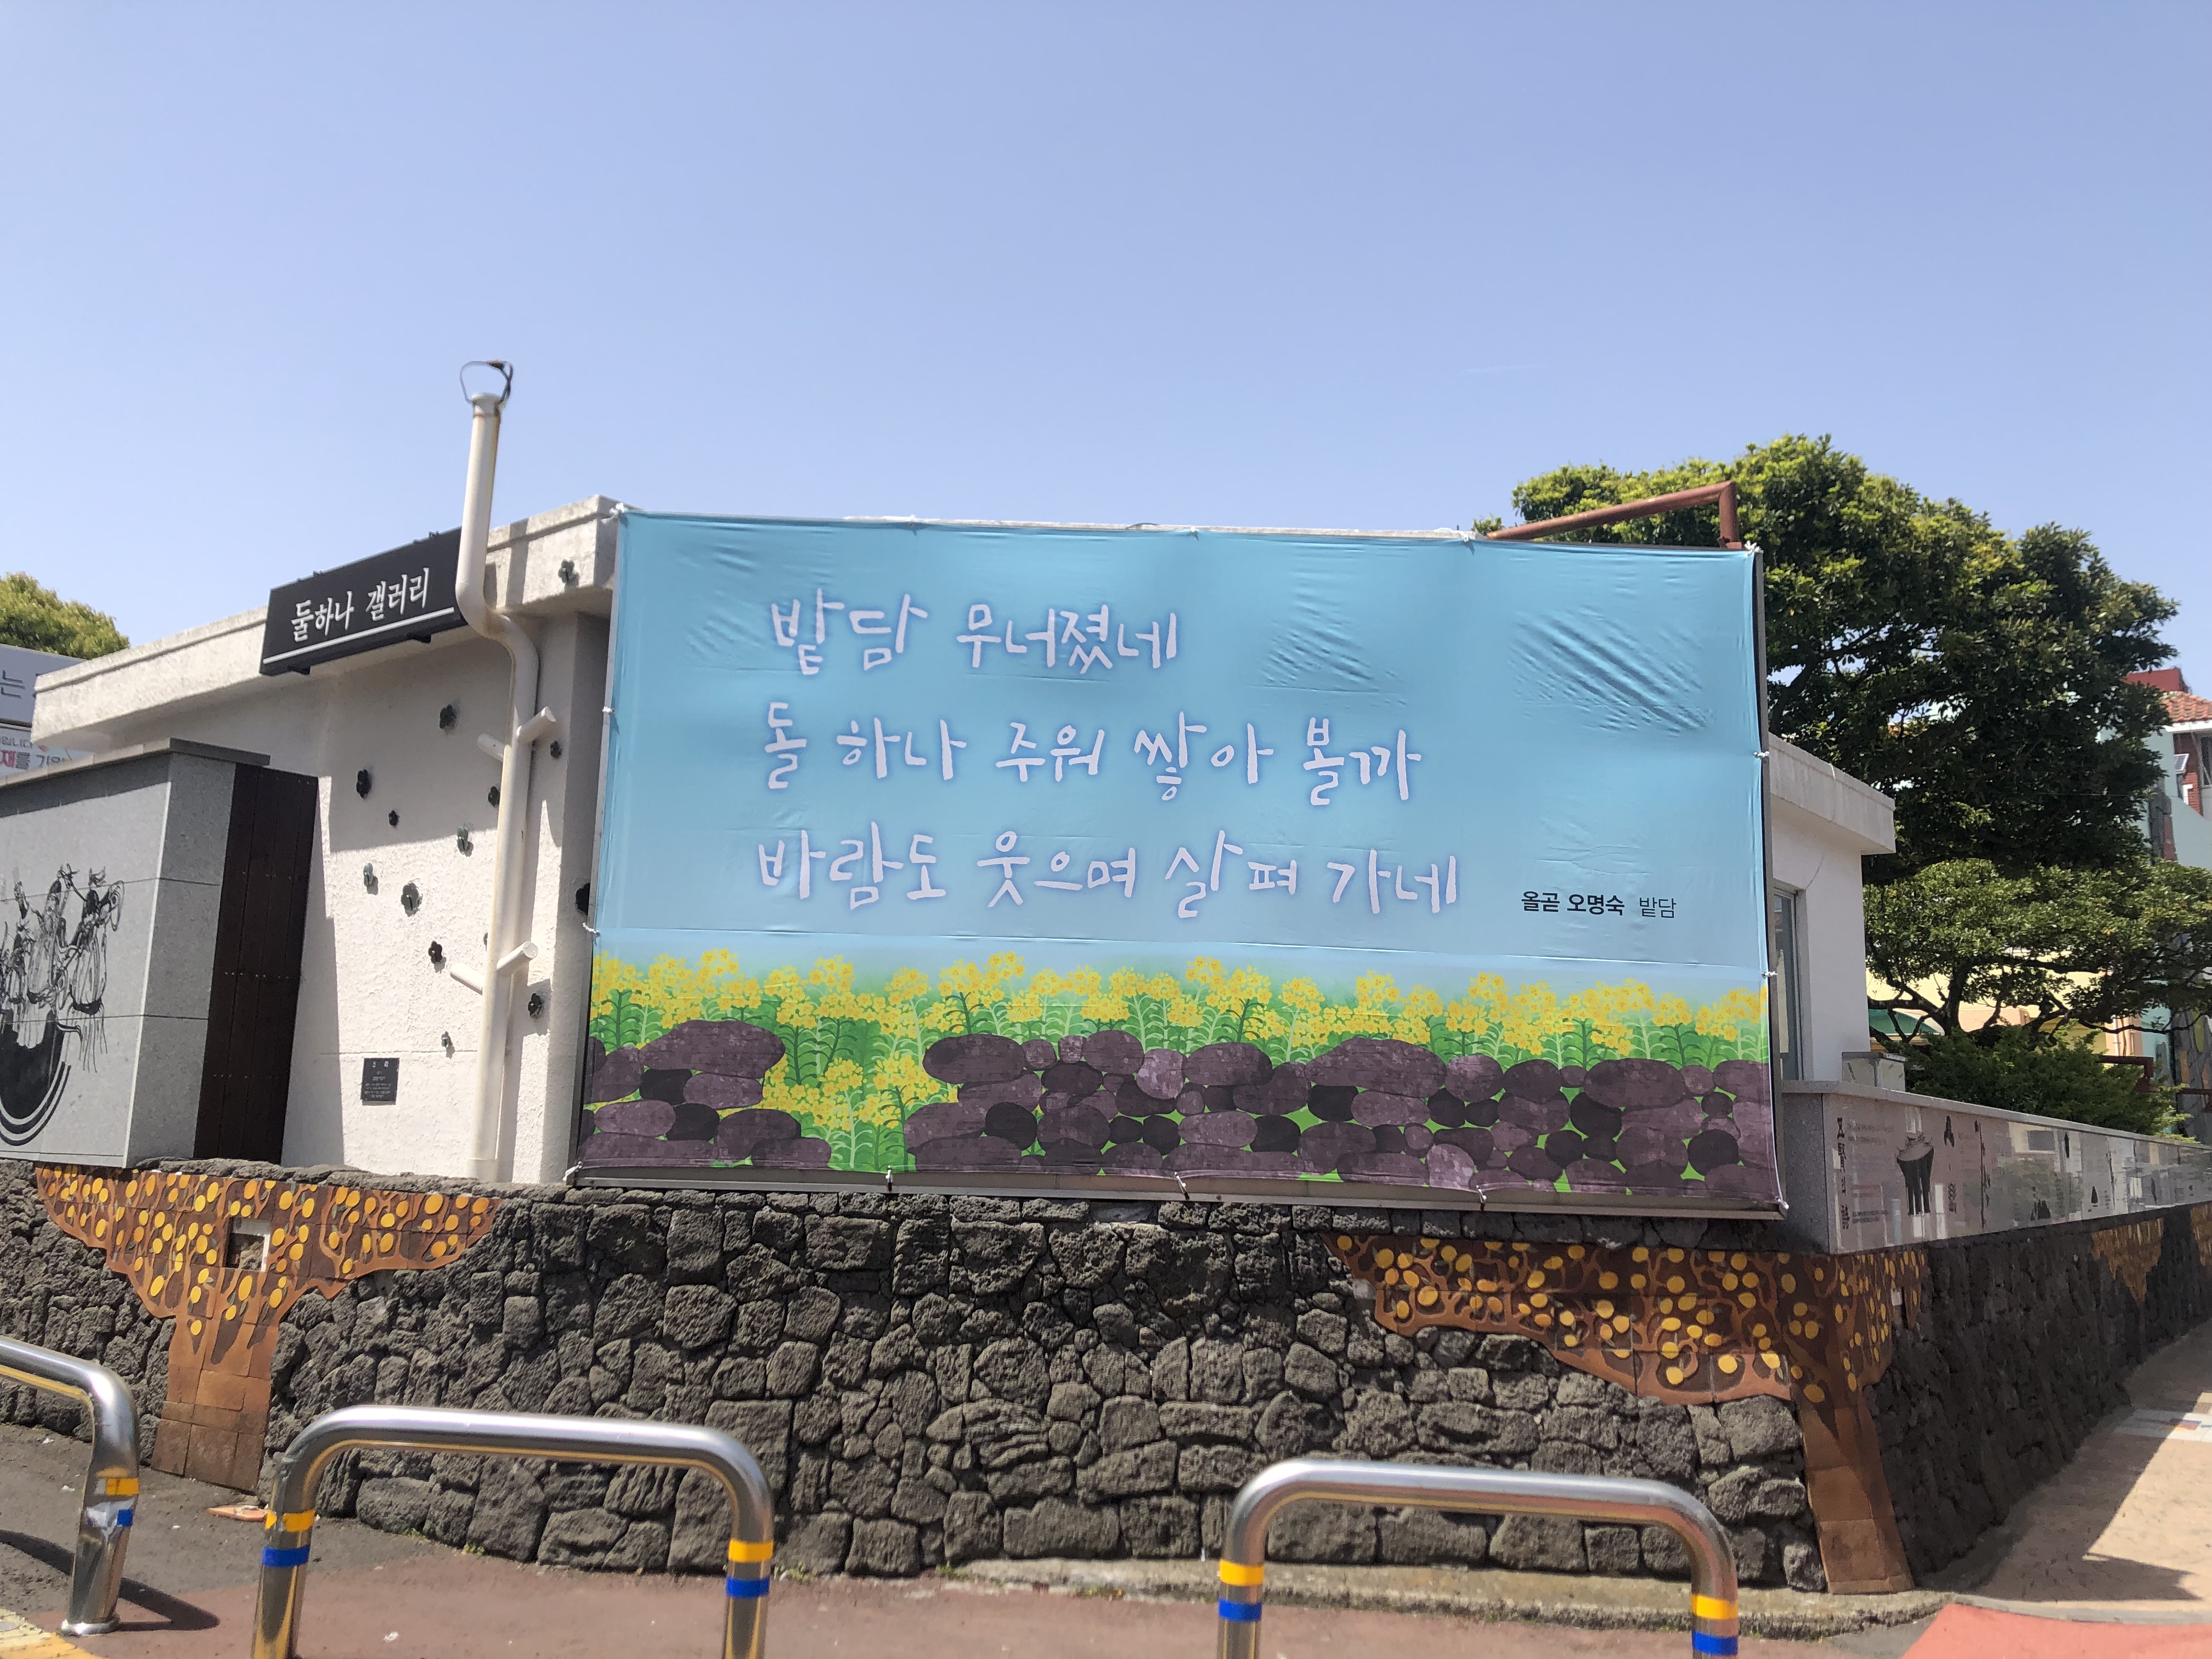 둘하나 갤러리
밭담 무너졌네
돌 하나 주워 쌓아 볼까
바람도 웃으며 살펴 가네
올곧 오명숙 밭담